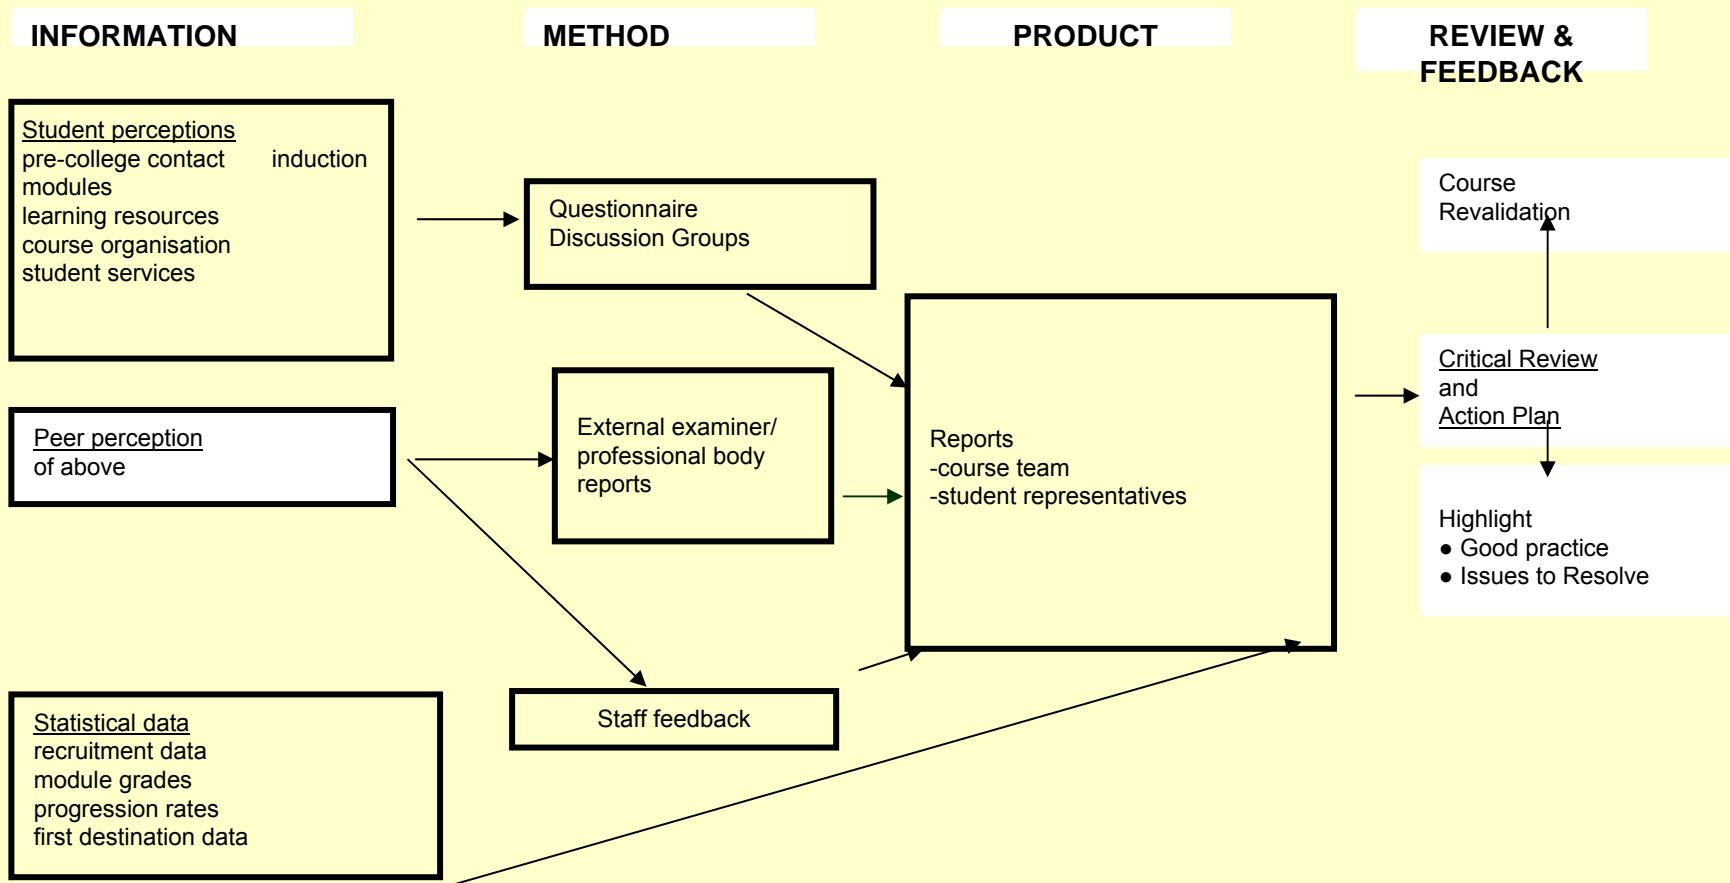 INFORMATION
METHOD
PRODUCT
REVIEW &
FEEDBACK
Student perceptions
pre-college contact induction
modules
learning resources
course organisation
student services
Questionnaire
Discussion Groups
Course
Revalidation
Peer perception
of above
External examiner/
professional body
reports
Reports
-course team
-student representatives
Critical Review
and
Action Plan
Highlight
● Good practice
● Issues to Resolve
Statistical data
recruitment data
module grades
progression rates
first destination data
Staff feedback